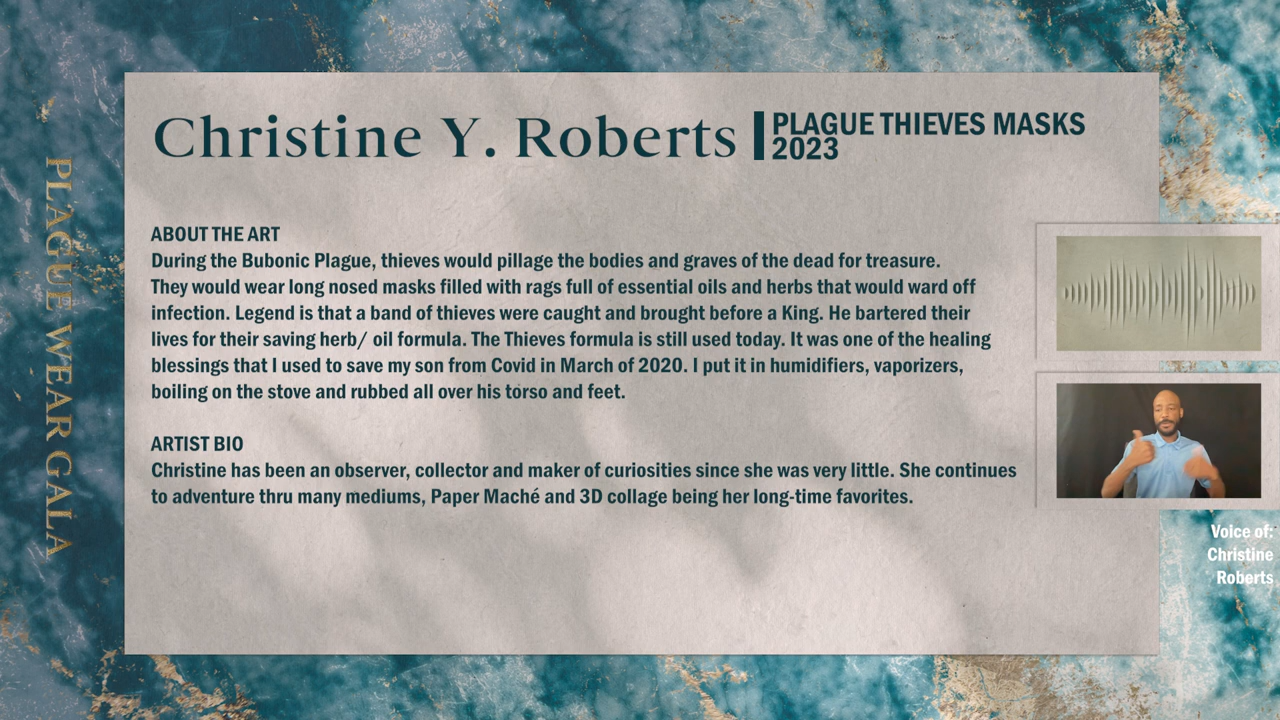 Christine Y. Roberts
PLAGUE THIEVES MASKS
2023
PLAGUE WEAR GALA
ABOUT THE ART
During the Bubonic Plague, thieves would pillage the bodies and graves of the dead for treasure.
They would wear long nosed masks filled with rags full of essential oils and herbs that would ward off
infection. Legend is that a band of thieves were caught and brought before a King. He bartered their
lives for their saving herb/ oil formula. The Thieves formula is still used today. It was one of the healing
blessings that I used to save my son from Covid in March of 2020. I put it in humidifiers, vaporizers,
boiling on the stove and rubbed all over his torso and feet.
ARTIST BIO
Christine has been an observer, collector and maker of curiosities since she was very little. She continues
to adventure thru many mediums, Paper Maché and 3D collage being her long-time favorites.
Voice of:
Christine
Roberts